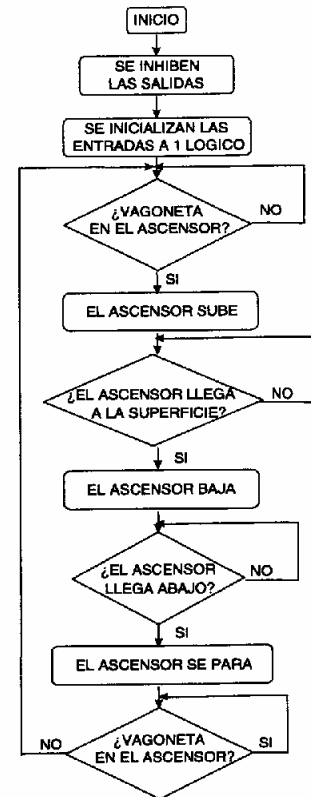 INICIO
SE INHIBEN
LAS SALIDAS
SE INICIALIZAN LAS
ENTRADAS A 1 LOGICO
¿VAGONETA
EN EL ASCENSOR?
NO
SI
EL ASCENSOR SUBE
¿EL ASCENSOR LLEGA
A LA SUPERFICIE?
NO
SI
EL ASCENSOR BAJA
¿EL ASCENSOR
LLEGA ABAJO?
NO
SI
EL ASCENSOR SE PARA
NO
¿VAGONETA
EN EL ASCENSOR?
SI